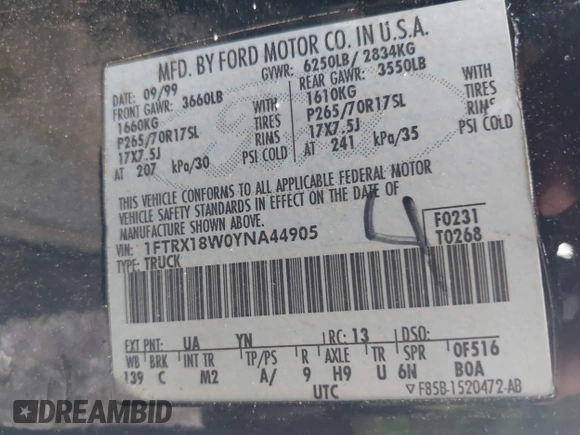 MFD. BY FORD MOTOR CO. IN U.S.A.
DATE: 09/99 GVWR: 6250LB/ 2834KG
FRONT GAWR: 3660LB REAR GAWR: 3550LB
1660KG WITH 1610KG WITH
P265/70R17SL TIRES P265/70R17SL TIRES
17X7.5J RIMS 17X7.5J RIMS
AT 207 kPa/30 PSI COLD AT 241 kPa/35 PSI COLD
THIS VEHICLE CONFORMS TO ALL APPLICABLE FEDERAL MOTOR
VEHICLE SAFETY STANDARDS IN EFFECT ON THE DATE OF
MANUFACTURE SHOWN ABOVE.
VIN: 1FTRX18W0YNA44905 4 F0231
TYPE: TRUCK T0268
EXT PNT: UA YN RC: 13 DSO:
WB BRK INT TR TP/PS R AXLE TR SPR 0F516
139 C M2 A/ 9 H9 U 6N B0A
UTC ▽ F85B-1520472-AB
DREAMBID